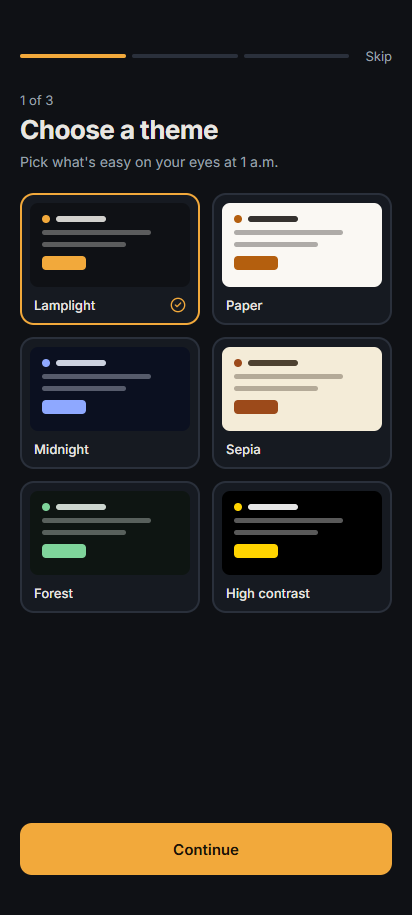 Skip
1 of 3
Choose a theme
Pick what's easy on your eyes at 1 a.m.
Lamplight
Paper
Midnight
Sepia
Forest
High contrast
Continue